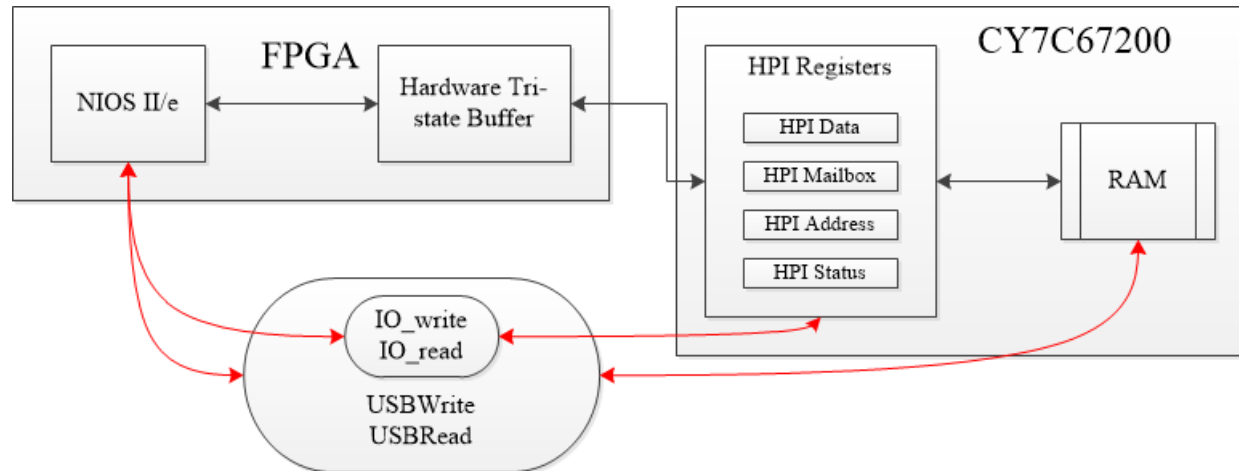 FPGA
NIOS II/e
Hardware Tri-
state Buffer
CY7C67200
HPI Registers
HPI Data
HPI Mailbox
HPI Address
HPI Status
RAM
IO_write
IO_read
USBWrite
USBRead